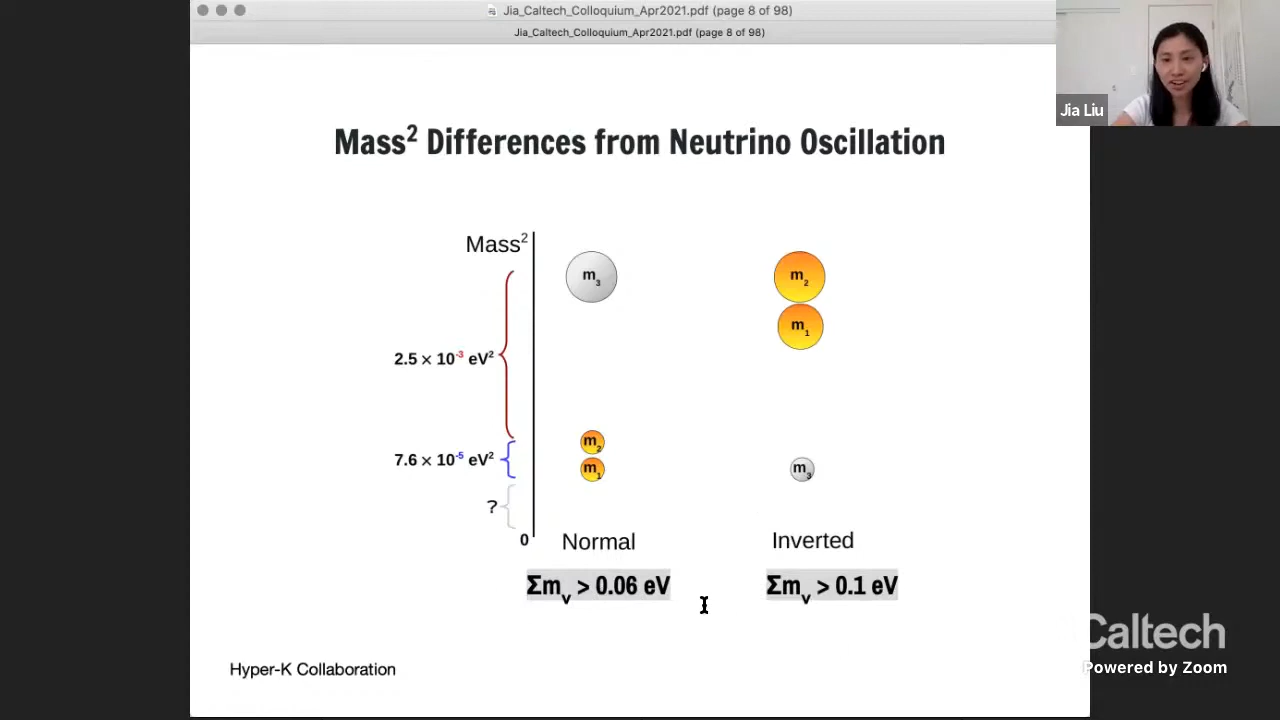 Jia_Caltech_Colloquium_Apr2021.pdf (page 8 of 98)
Jia_Caltech_Colloquium_Apr2021.pdf (page 8 of 98)
Jia Liu
Mass² Differences from Neutrino Oscillation
Mass²
m₃
m₂
m₁
2.5 × 10⁻³ eV²
m₂
7.6 × 10⁻⁵ eV²
m₁
m₃
?
0
Normal
Inverted
Σmᵥ > 0.06 eV
Σmᵥ > 0.1 eV
Caltech
Powered by Zoom
Hyper-K Collaboration